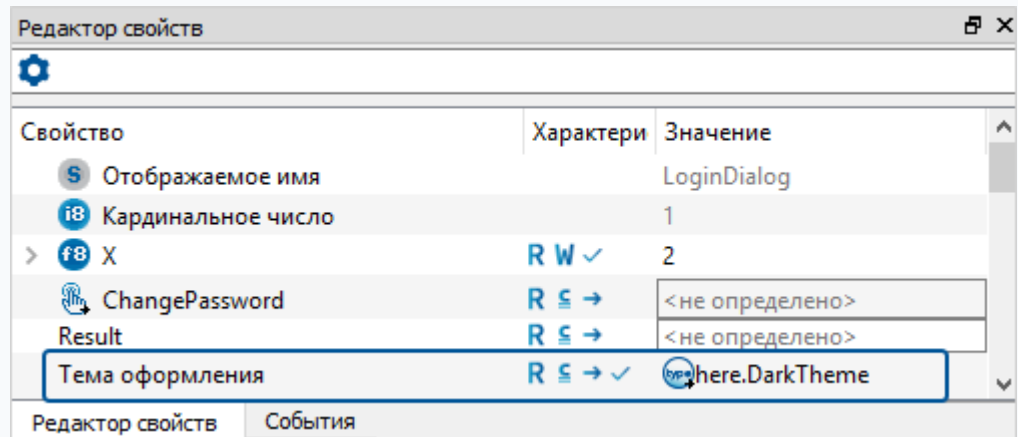 Редактор свойств
Свойство Характери Значение
S Отображаемое имя LoginDialog
i8 Кардинальное число 1
f8 X R W 2
ChangePassword R ⊆ → <не определено>
Result R ⊆ → <не определено>
Тема оформления R ⊆ → type here.DarkTheme
Редактор свойств События